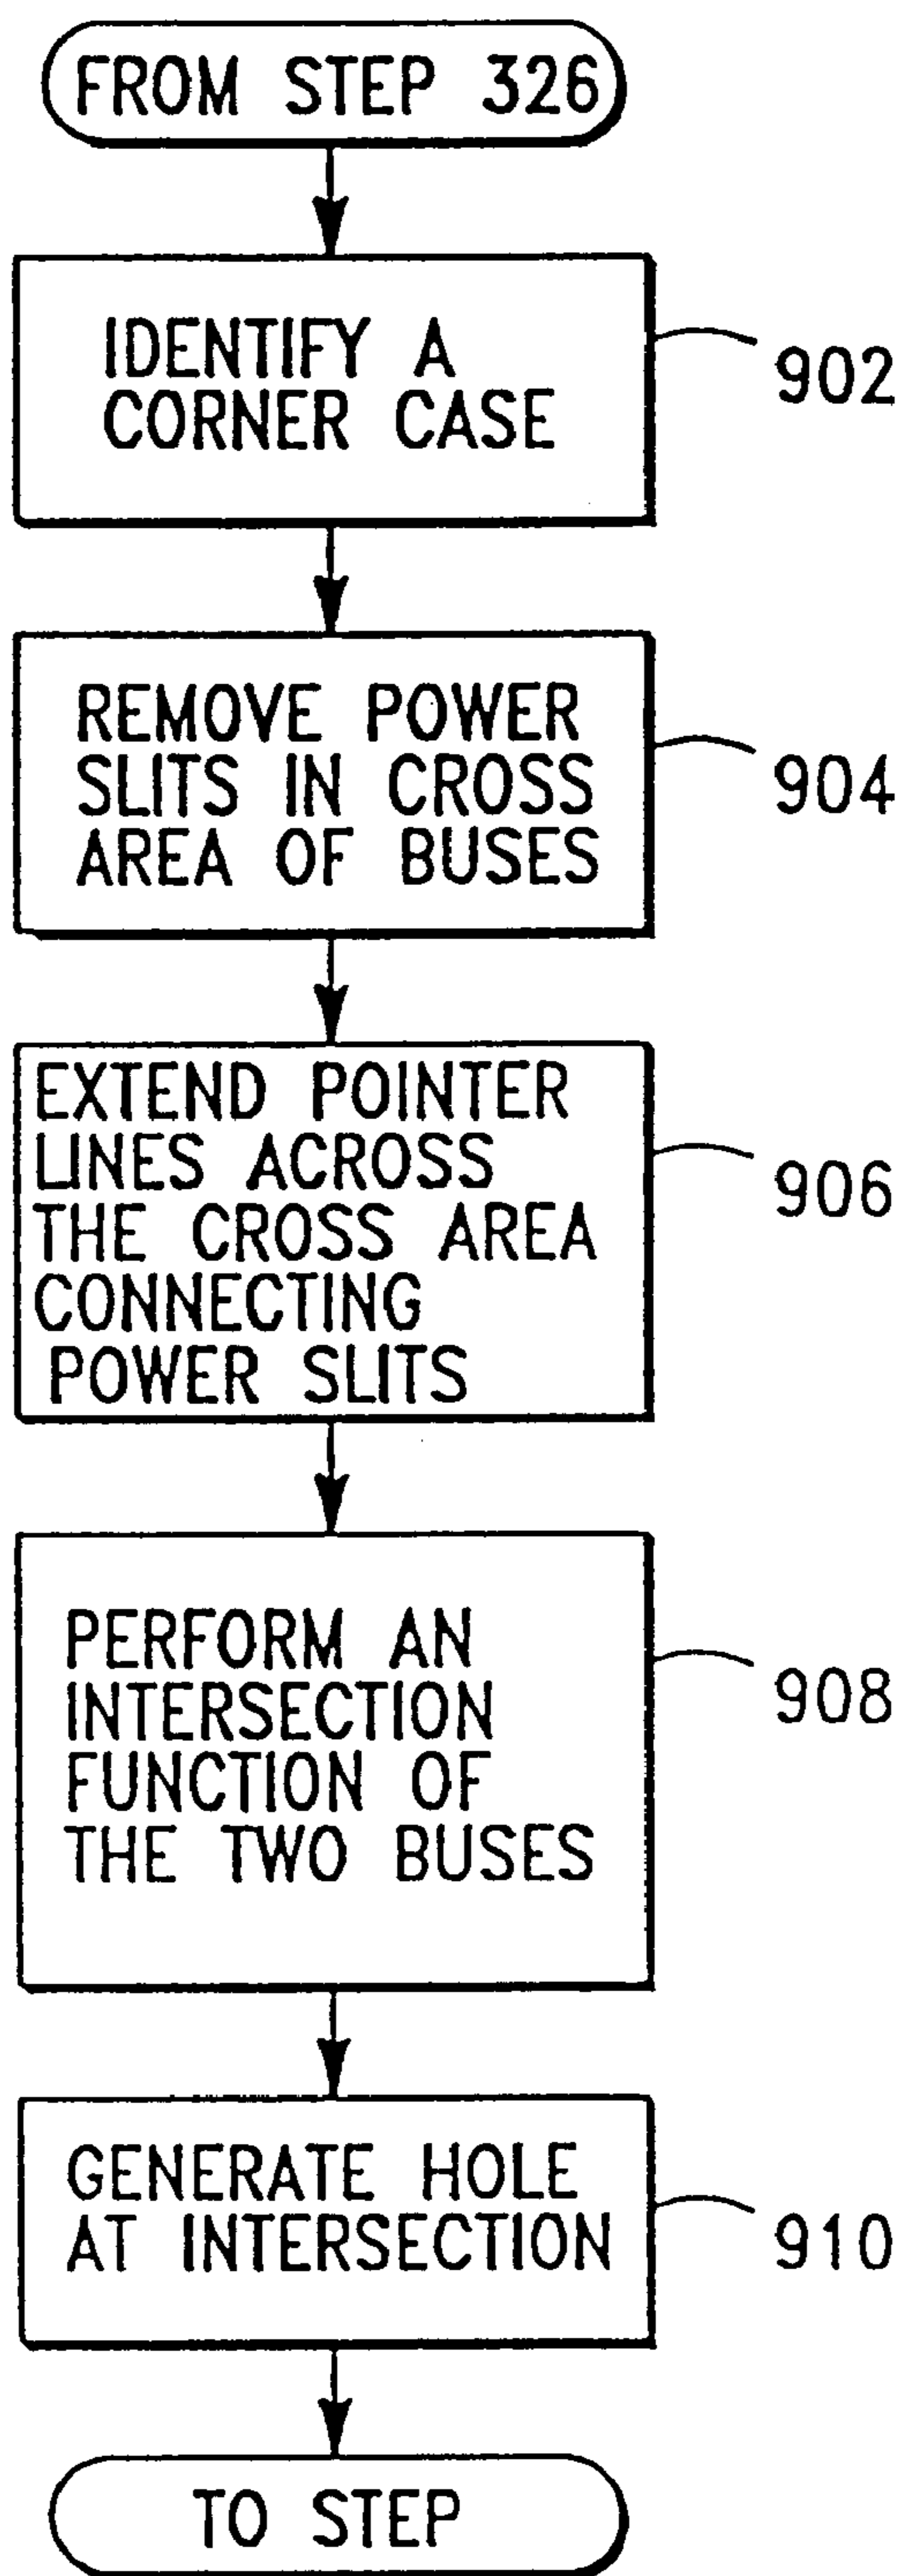 FROM STEP 326
IDENTIFY A
CORNER CASE
902
REMOVE POWER
SLITS IN CROSS
AREA OF BUSES
904
EXTEND POINTER
LINES ACROSS
THE CROSS AREA
CONNECTING
POWER SLITS
906
PERFORM AN
INTERSECTION
FUNCTION OF
THE TWO BUSES
908
GENERATE HOLE
AT INTERSECTION
910
TO STEP